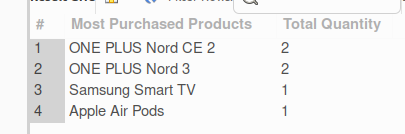 # Most Purchased Products Total Quantity
1 ONE PLUS Nord CE 2 2
2 ONE PLUS Nord 3 2
3 Samsung Smart TV 1
4 Apple Air Pods 1